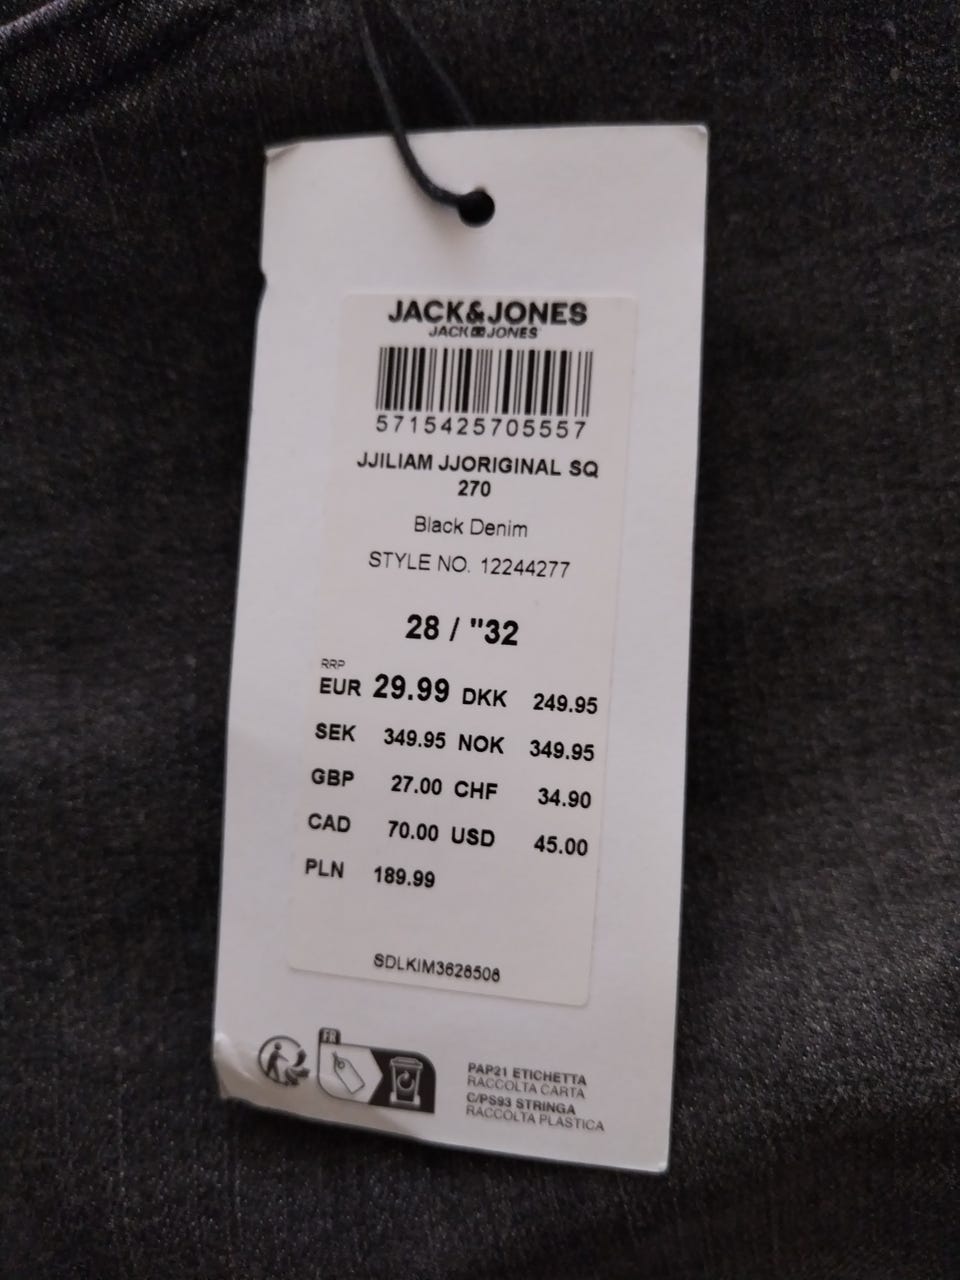 JACK&JONES
JACK & JONES
5715425705557
JJILIAM JJORIGINAL SQ
270
Black Denim
STYLE NO. 12244277
28 / "32
RRP
EUR 29.99 DKK 249.95
SEK 349.95 NOK 349.95
GBP 27.00 CHF 34.90
CAD 70.00 USD 45.00
PLN 189.99
SDLKIM3628508
FR
PAP21 ETICHETTA
RACCOLTA CARTA
C/PS93 STRINGA
RACCOLTA PLASTICA